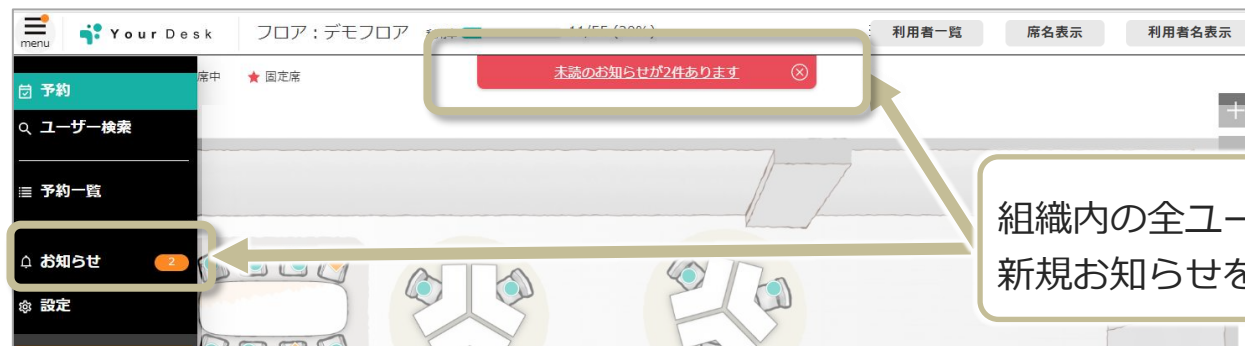 menu
Your Desk
フロア：デモフロア
利用者一覧
席名表示
利用者名表示
席中
★ 固定席
未読のお知らせが2件あります
予約
ユーザー検索
予約一覧
お知らせ 2
設定
組織内の全ユー
新規お知らせを